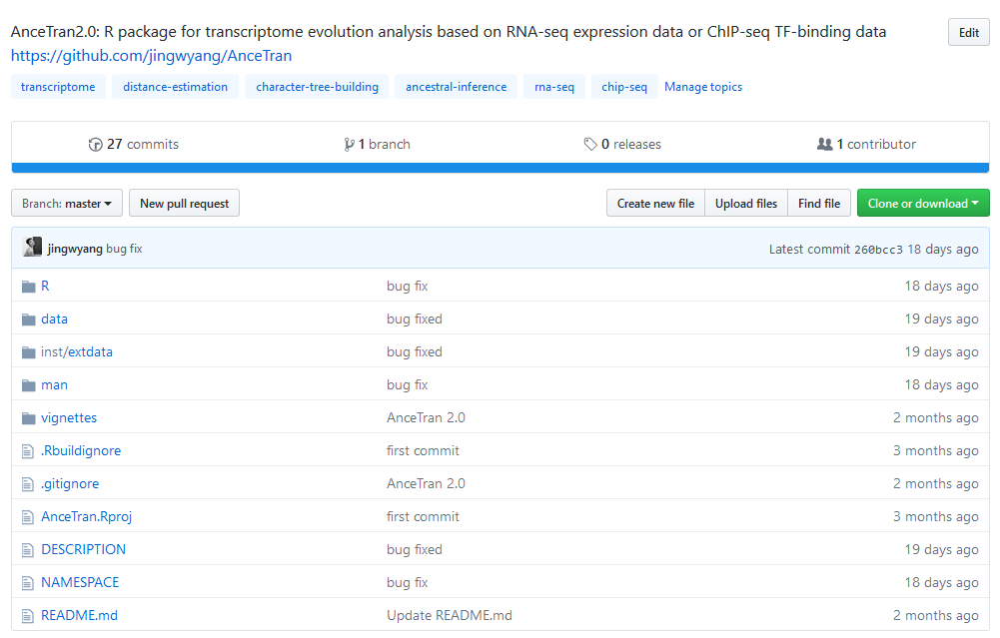 AnceTran2.0: R package for transcriptome evolution analysis based on RNA-seq expression data or ChIP-seq TF-binding data
Edit
https://github.com/jingwyang/AnceTran
transcriptome distance-estimation character-tree-building ancestral-inference rna-seq chip-seq Manage topics
27 commits 1 branch 0 releases 1 contributor
Branch: master New pull request Create new file Upload files Find file Clone or download
jingwyang bug fix Latest commit 260bcc3 18 days ago
R bug fix 18 days ago
data bug fixed 19 days ago
inst/extdata bug fixed 19 days ago
man bug fix 18 days ago
vignettes AnceTran 2.0 2 months ago
.Rbuildignore first commit 3 months ago
.gitignore AnceTran 2.0 2 months ago
AnceTran.Rproj first commit 3 months ago
DESCRIPTION bug fixed 19 days ago
NAMESPACE bug fix 18 days ago
README.md Update README.md 2 months ago